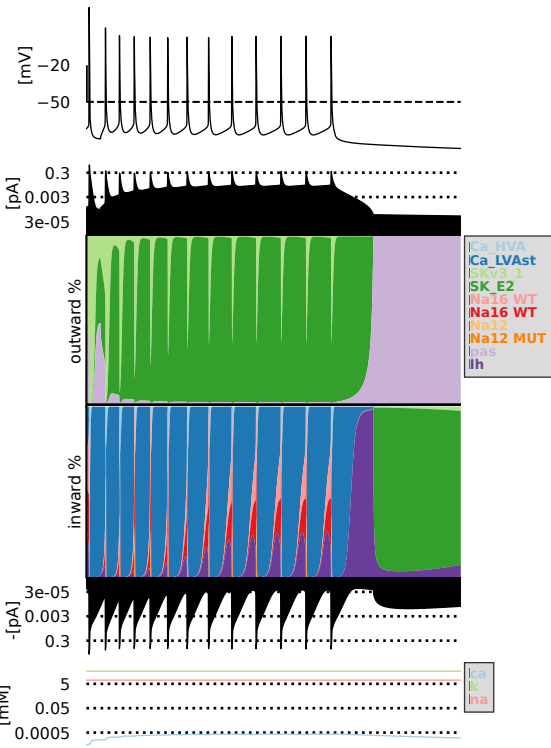 [mV]
−20
−50
[pA]
0.3
0.003
3e-05
outward %
Ca_HVA
Ca_LVAst
SKv3_1
SK_E2
Na16 WT
Na16 WT
Na12
Na12 MUT
pas
Ih
inward %
-[pA]
3e-05
0.003
0.3
[mM]
5
0.05
0.0005
ca
k
na